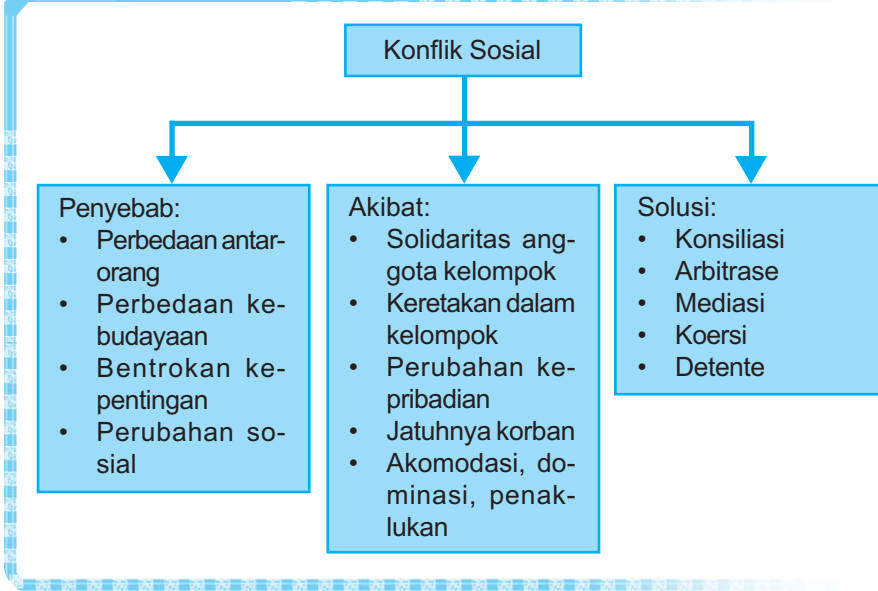 Konflik Sosial
Penyebab:
• Perbedaan antar-
orang
• Perbedaan ke-
budayaan
• Bentrokan ke-
pentingan
• Perubahan so-
sial
Akibat:
• Solidaritas ang-
gota kelompok
• Keretakan dalam
kelompok
• Perubahan ke-
pribadian
• Jatuhnya korban
• Akomodasi, do-
minasi, penak-
lukan
Solusi:
• Konsiliasi
• Arbitrase
• Mediasi
• Koersi
• Detente